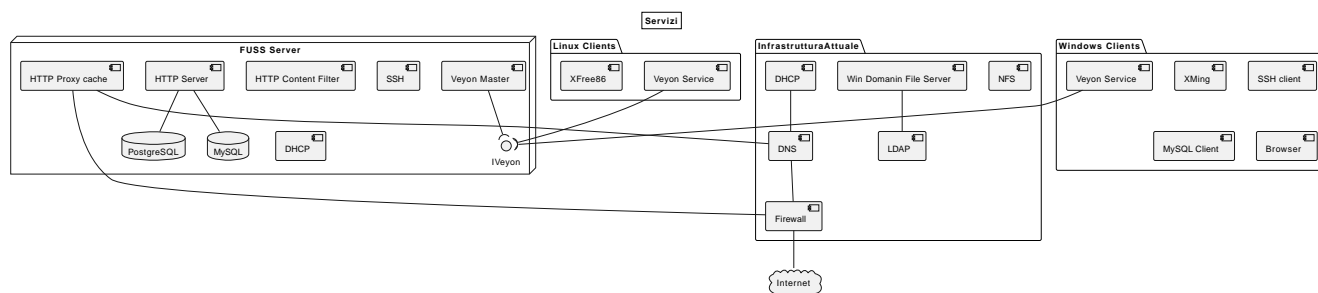 Servizi
FUSS Server
HTTP Proxy cache
HTTP Server
HTTP Content Filter
SSH
Veyon Master
PostgreSQL
MySQL
DHCP
IVeyon
Linux Clients
XFree86
Veyon Service
InfrastrutturaAttuale
DHCP
Win Domanin File Server
NFS
DNS
LDAP
Firewall
Internet
Windows Clients
Veyon Service
XMing
SSH client
MySQL Client
Browser